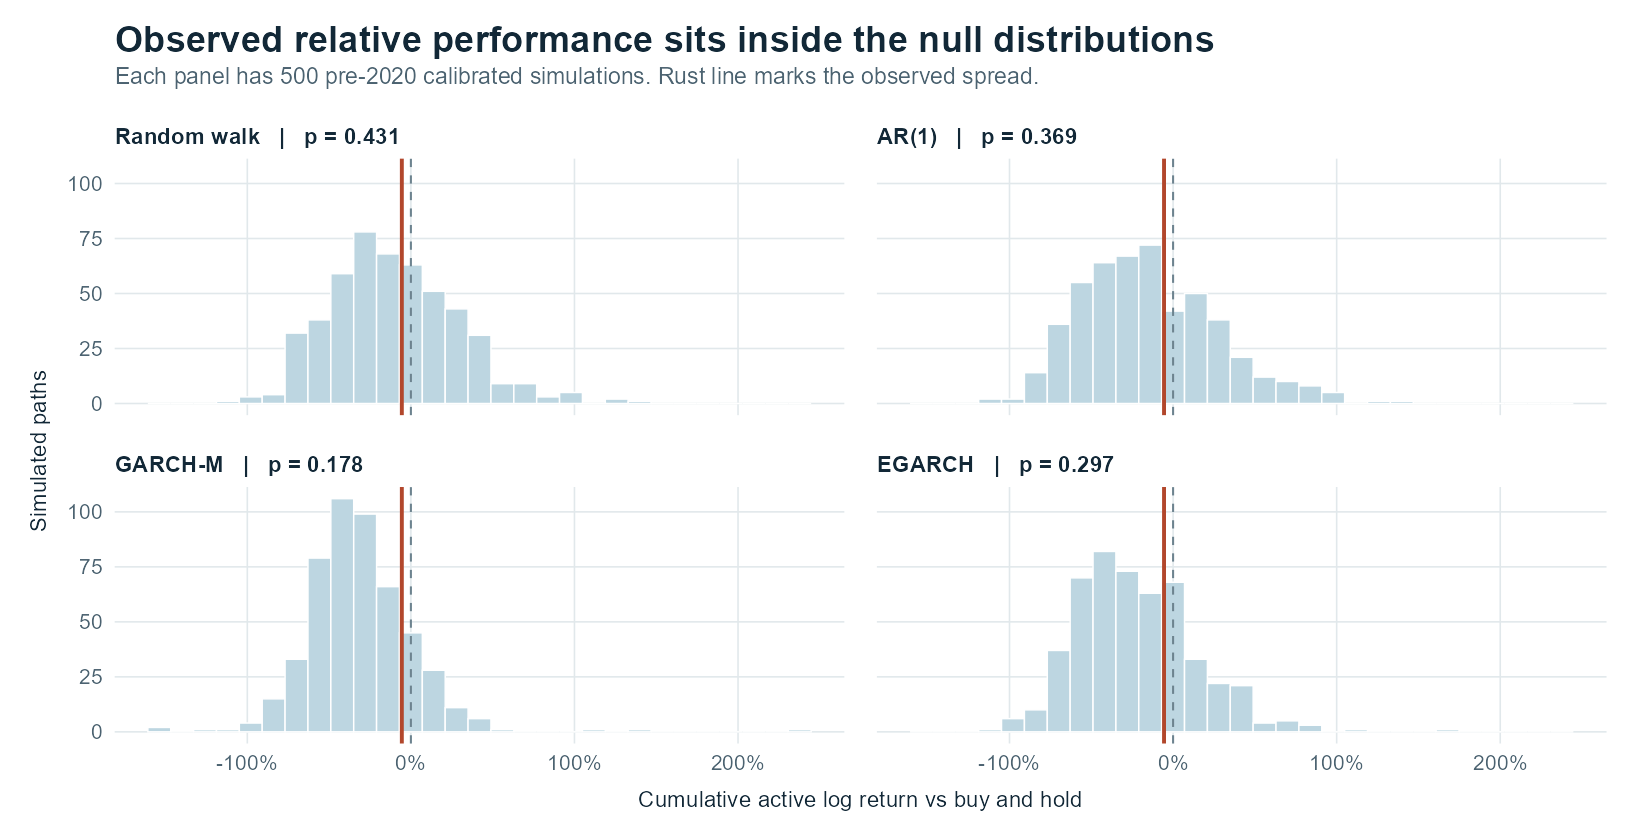 Observed relative performance sits inside the null distributions
Each panel has 500 pre-2020 calibrated simulations. Rust line marks the observed spread.
Random walk | p = 0.431
AR(1) | p = 0.369
100
75
50
25
0
GARCH-M | p = 0.178
EGARCH | p = 0.297
100
75
50
25
0
Simulated paths
-100% 0% 100% 200%
-100% 0% 100% 200%
Cumulative active log return vs buy and hold